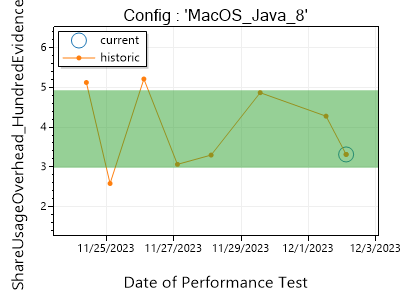 Config : 'MacOS_Java_8'
ShareUsageOverhead_HundredEvidence
current
historic
6
5
4
3
2
11/25/2023
11/27/2023
11/29/2023
12/1/2023
12/3/2023
Date of Performance Test